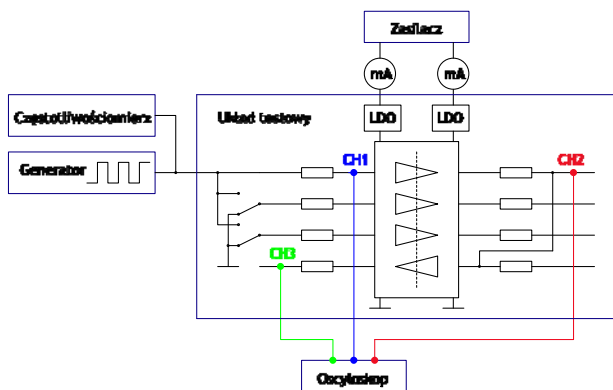 Zasilacz
mA mA
Częstotliwościomierz
Układ testowy
LDO LDO
Generator
CH1
CH2
CH3
Oscyloskop